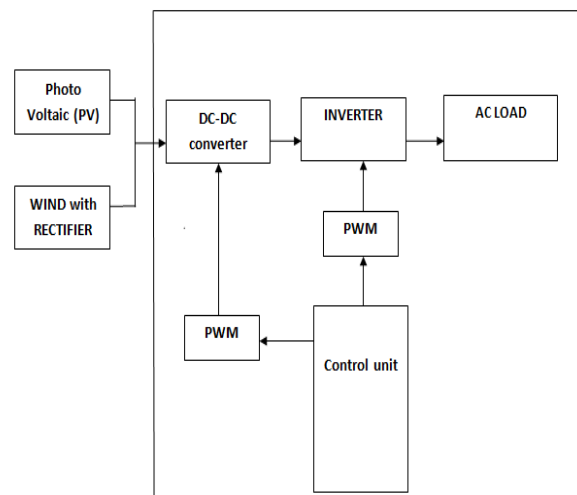 Photo
Voltaic (PV)
DC-DC
converter
INVERTER
AC LOAD
WIND with
RECTIFIER
PWM
PWM
Control unit